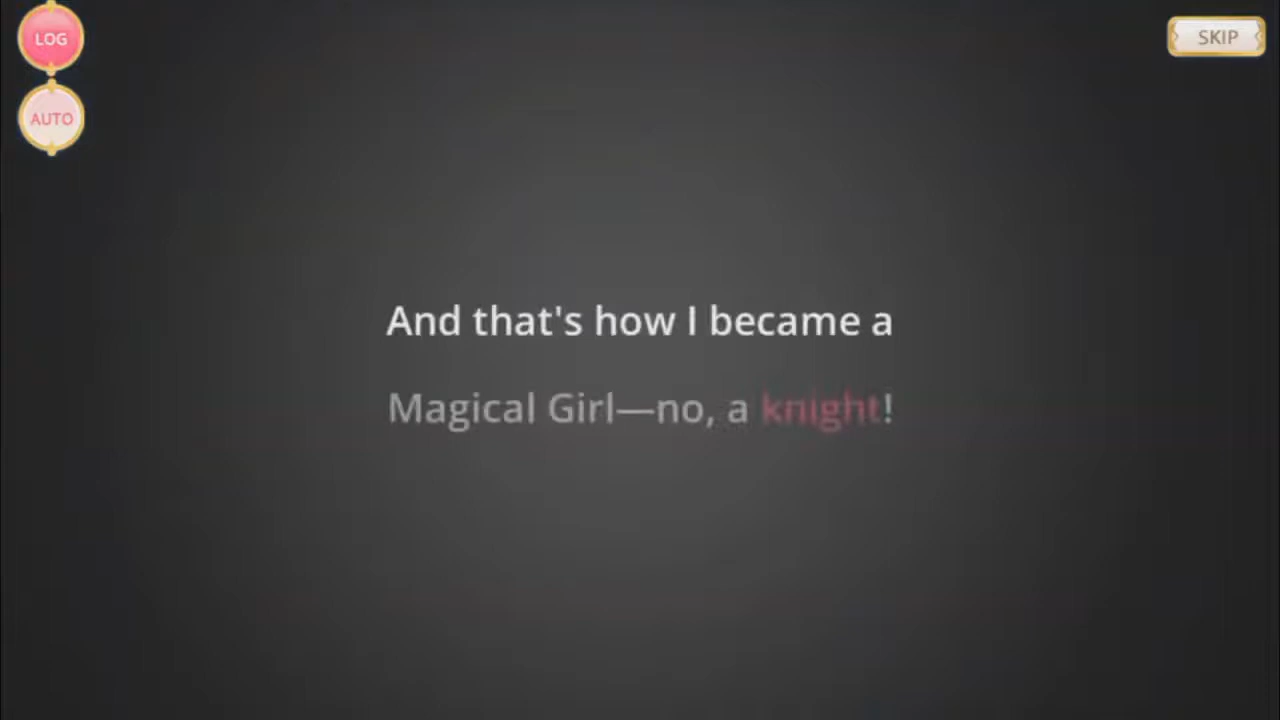 LOG
SKIP
AUTO
And that's how I became a
Magical Girl—no, a knight!